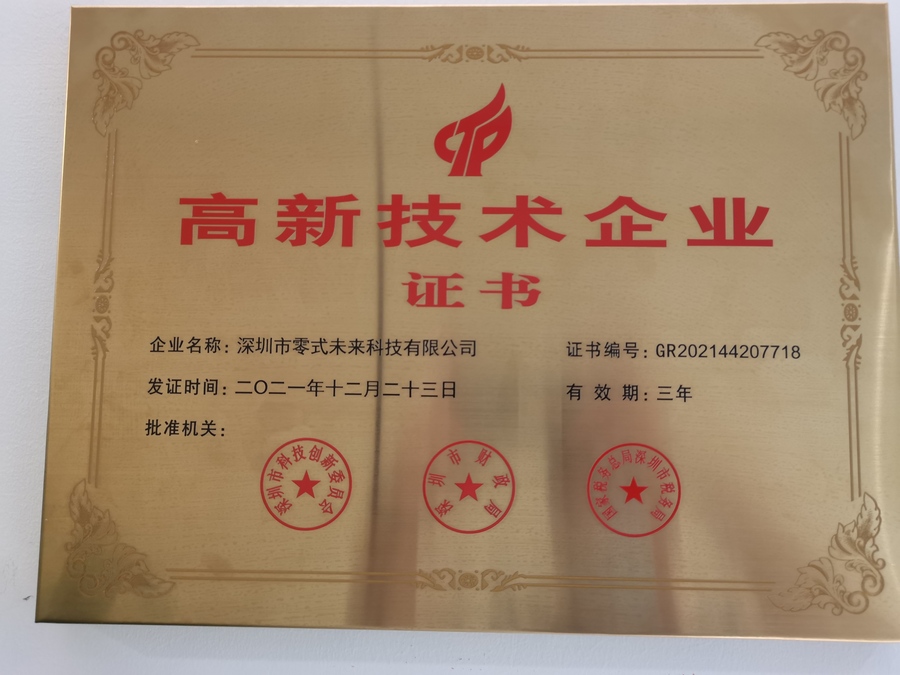 高新技术企业
证书
企业名称：深圳市零式未来科技有限公司
证书编号：GR202144207718
发证时间：二〇二一年十二月二十三日
有效期：三年
批准机关：
深圳市科技创新委员会
深圳市财政局
国家税务总局深圳市税务局